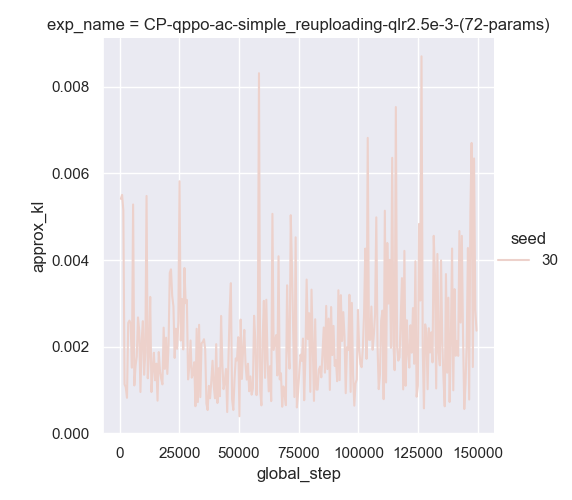 exp_name = CP-qppo-ac-simple_reuploading-qlr2.5e-3-(72-params)
0.008
0.006
0.004
0.002
0.000
approx_kl
seed
30
0 25000 50000 75000 100000 125000 150000
global_step